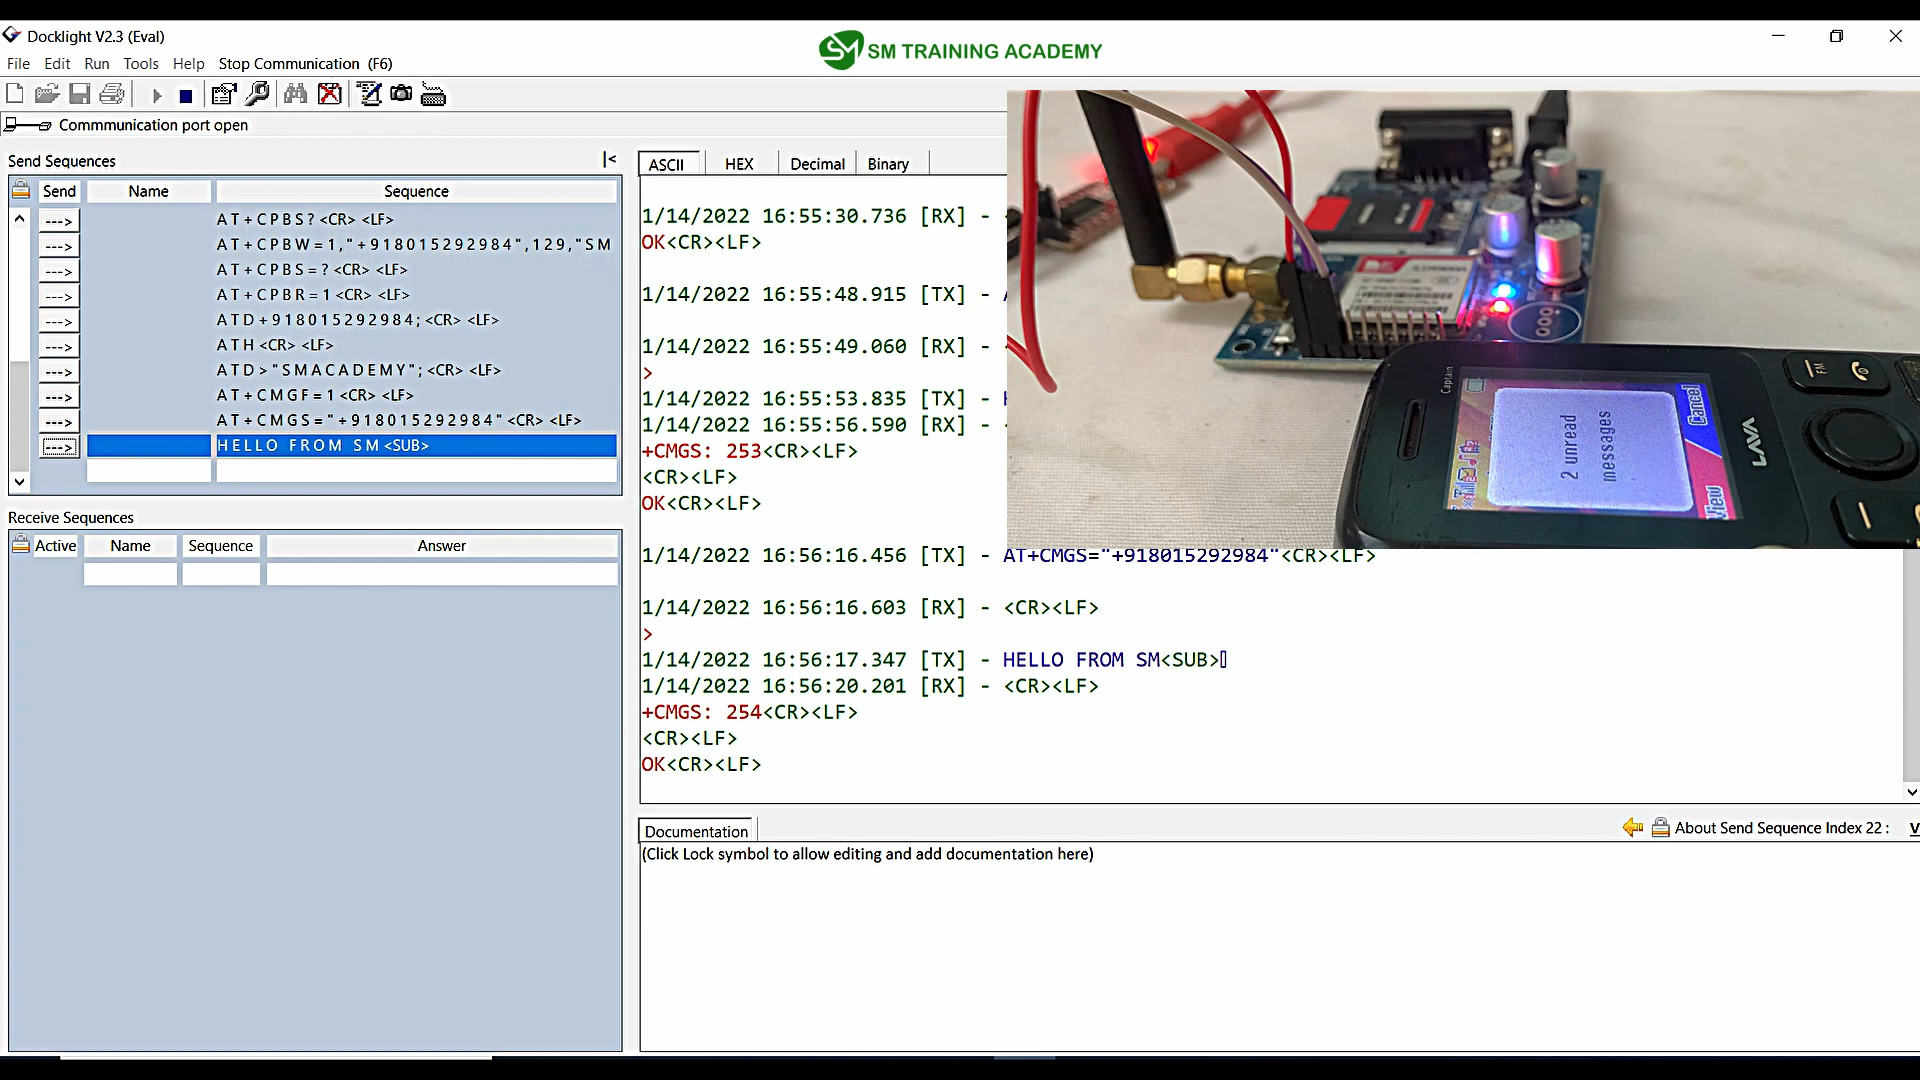 Docklight V2.3 (Eval)
SM TRAINING ACADEMY
File Edit Run Tools Help Stop Communication (F6)
Commmunication port open
Send Sequences
Send Name Sequence
---> AT+CPBS?<CR><LF>
---> AT+CPBW=1,"+918015292984",129,"SM
---> AT+CPBS=?<CR><LF>
---> AT+CPBR=1<CR><LF>
---> ATD+918015292984;<CR><LF>
---> ATH<CR><LF>
---> ATD>"SMACADEMY";<CR><LF>
---> AT+CMGF=1<CR><LF>
---> AT+CMGS="+918015292984"<CR><LF>
---> HELLO FROM SM<SUB>
Receive Sequences
Active Name Sequence Answer
ASCII HEX Decimal Binary
1/14/2022 16:55:30.736 [RX] -
OK<CR><LF>
1/14/2022 16:55:48.915 [TX] -
1/14/2022 16:55:49.060 [RX] -
>
1/14/2022 16:55:53.835 [TX] -
1/14/2022 16:55:56.590 [RX] -
+CMGS: 253<CR><LF>
<CR><LF>
OK<CR><LF>
1/14/2022 16:56:16.456 [TX] - AT+CMGS="+918015292984"<CR><LF>
1/14/2022 16:56:16.603 [RX] - <CR><LF>
>
1/14/2022 16:56:17.347 [TX] - HELLO FROM SM<SUB>
1/14/2022 16:56:20.201 [RX] - <CR><LF>
+CMGS: 254<CR><LF>
<CR><LF>
OK<CR><LF>
Captain
2 unread
messages
View
Cancel
LAVA
FM
Documentation
About Send Sequence Index 22 :
(Click Lock symbol to allow editing and add documentation here)